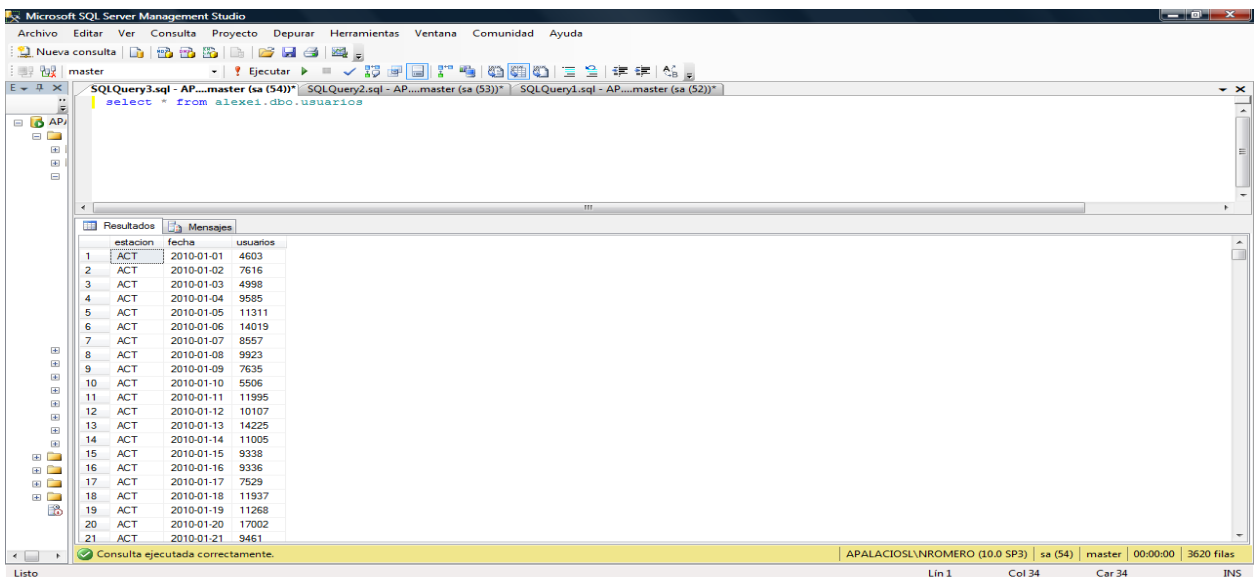 Microsoft SQL Server Management Studio
Archivo Editar Ver Consulta Proyecto Depurar Herramientas Ventana Comunidad Ayuda
Nueva consulta
master Ejecutar
SQLQuery3.sql - AP....master (sa (54))* SQLQuery2.sql - AP....master (sa (53))* SQLQuery1.sql - AP....master (sa (52))*
select * from alexei.dbo.usuarios
Resultados Mensajes
estacion fecha usuarios
1 ACT 2010-01-01 4603
2 ACT 2010-01-02 7616
3 ACT 2010-01-03 4998
4 ACT 2010-01-04 9585
5 ACT 2010-01-05 11311
6 ACT 2010-01-06 14019
7 ACT 2010-01-07 8557
8 ACT 2010-01-08 9923
9 ACT 2010-01-09 7635
10 ACT 2010-01-10 5506
11 ACT 2010-01-11 11995
12 ACT 2010-01-12 10107
13 ACT 2010-01-13 14225
14 ACT 2010-01-14 11005
15 ACT 2010-01-15 9338
16 ACT 2010-01-16 9336
17 ACT 2010-01-17 7529
18 ACT 2010-01-18 11937
19 ACT 2010-01-19 11268
20 ACT 2010-01-20 17002
21 ACT 2010-01-21 9461
Consulta ejecutada correctamente. APALACIOSL\NROMERO (10.0 SP3) sa (54) master 00:00:00 3620 filas
Listo Lín 1 Col 34 Car 34 INS